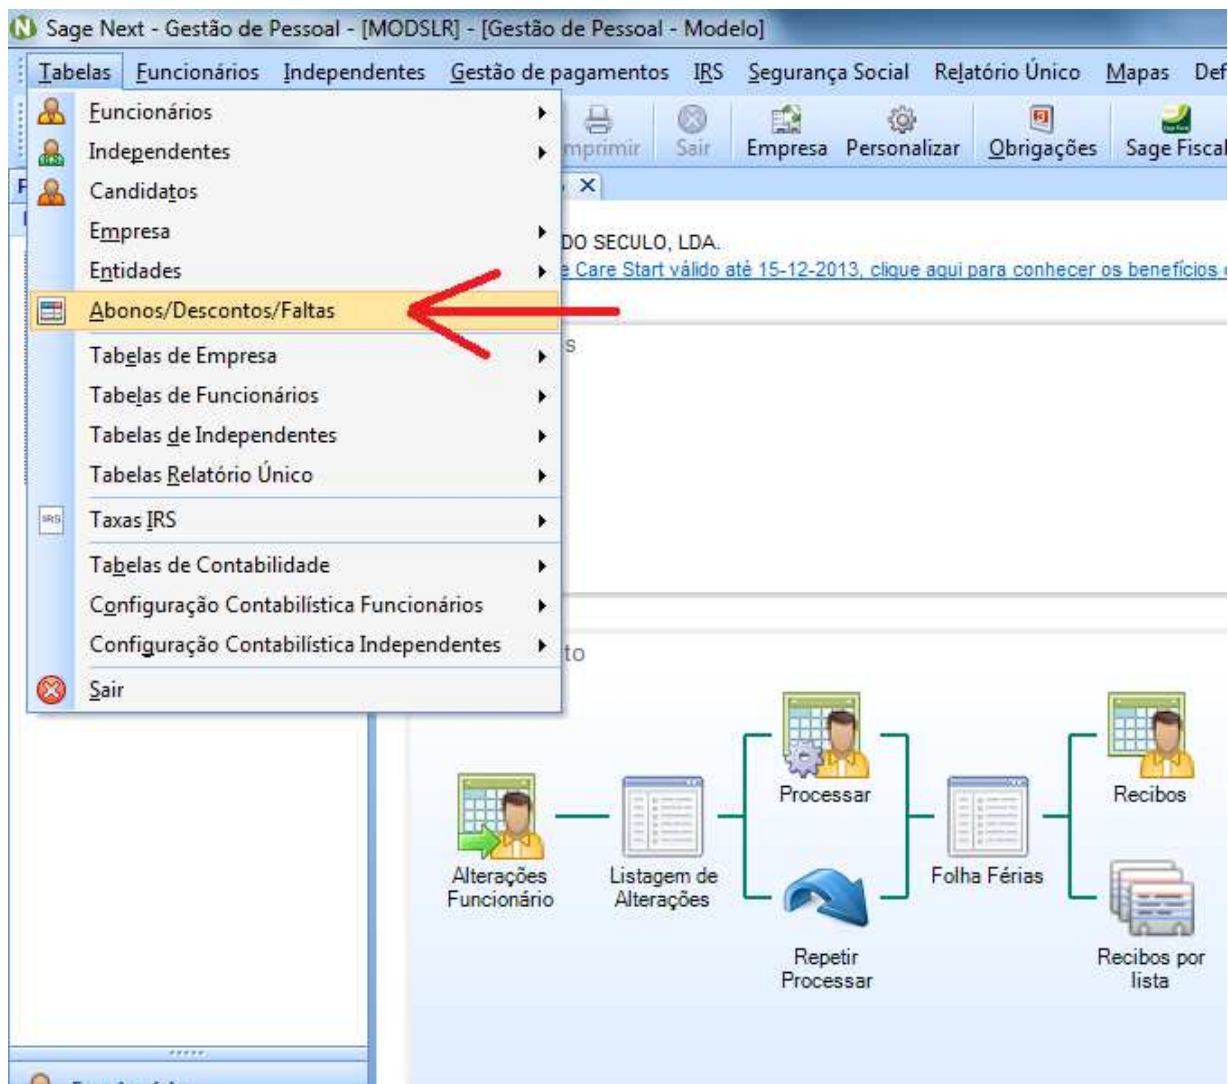 Sage Next - Gestão de Pessoal - [MODSLR] - [Gestão de Pessoal - Modelo]
Tabelas Funcionários Independentes Gestão de pagamentos IRS Segurança Social Relatório Único Mapas Def
Imprimir Sair Empresa Personalizar Obrigações Sage Fiscal
Funcionários
Independentes
Candidatos
Empresa
Entidades
Abonos/Descontos/Faltas
Tabelas de Empresa
Tabelas de Funcionários
Tabelas de Independentes
Tabelas Relatório Único
IRS Taxas IRS
Tabelas de Contabilidade
Configuração Contabilística Funcionários
Configuração Contabilística Independentes
Sair
DO SECULO, LDA.
e Care Start válido até 15-12-2013, clique aqui para conhecer os benefícios
s
to
Processar
Recibos
Alterações
Funcionário
Listagem de
Alterações
Folha Férias
Repetir
Processar
Recibos por
lista